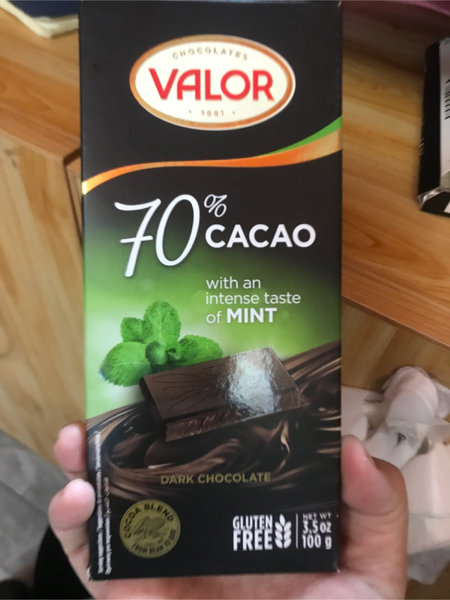 CHOCOLATES
VALOR
1881
70%
CACAO
with an
intense taste
of MINT
DARK CHOCOLATE
COCOA BLEND
GLUTEN
FREE
NET WT
3.5 oz
100 g